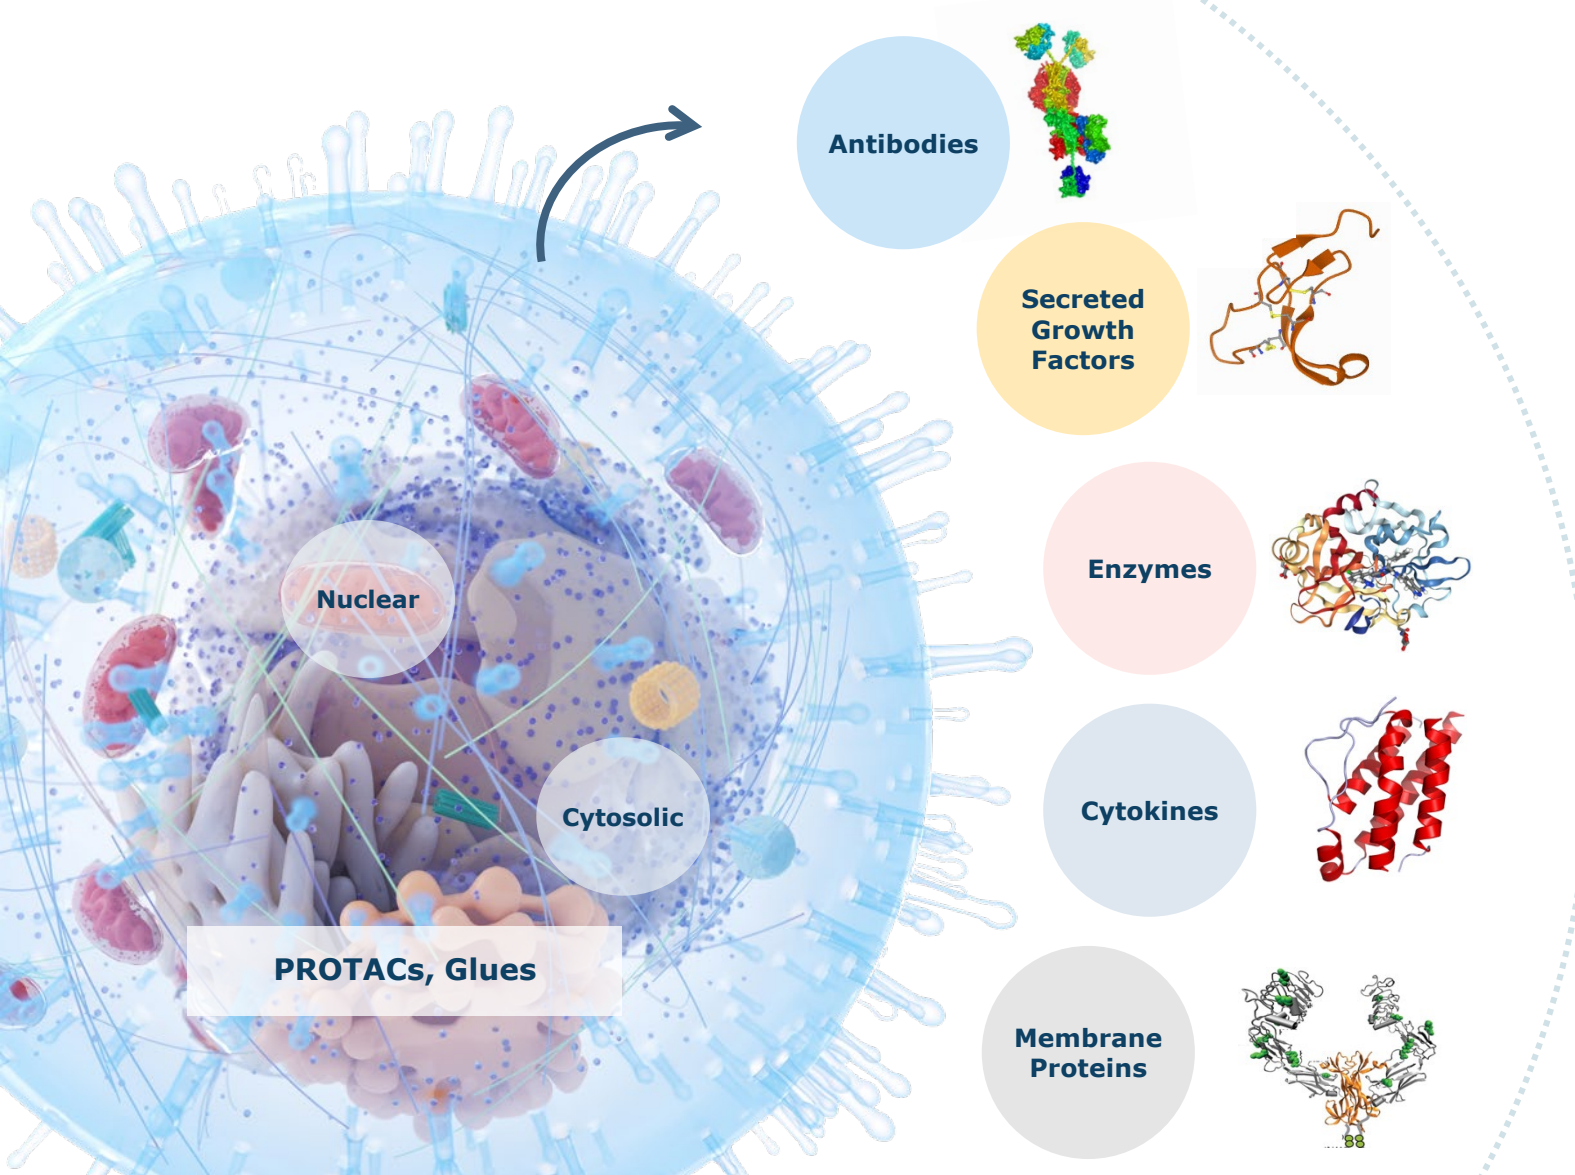 Antibodies
Secreted
Growth
Factors
Enzymes
Nuclear
Cytosolic
Cytokines
PROTACs, Glues
Membrane
Proteins